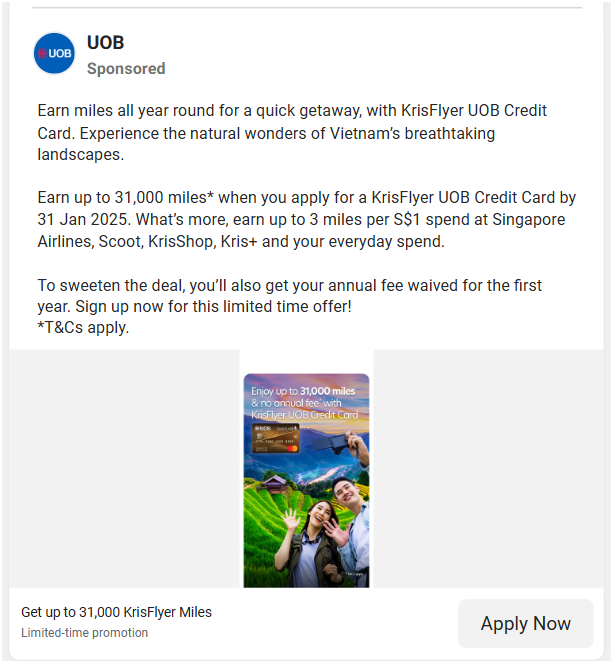 UOB
UOB
Sponsored
Earn miles all year round for a quick getaway, with KrisFlyer UOB Credit
Card. Experience the natural wonders of Vietnam’s breathtaking
landscapes.
Earn up to 31,000 miles* when you apply for a KrisFlyer UOB Credit Card by
31 Jan 2025. What’s more, earn up to 3 miles per S$1 spend at Singapore
Airlines, Scoot, KrisShop, Kris+ and your everyday spend.
To sweeten the deal, you’ll also get your annual fee waived for the first
year. Sign up now for this limited time offer!
*T&Cs apply.
Enjoy up to 31,000 miles
& no annual fee* with
KrisFlyer UOB Credit Card
UOB
Get up to 31,000 KrisFlyer Miles
Limited-time promotion
Apply Now